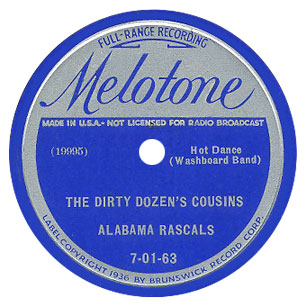 FULL-RANGE RECORDING
Melotone
MADE IN U.S.A.- NOT LICENSED FOR RADIO BROADCAST
(19995)
Hot Dance
(Washboard Band)
THE DIRTY DOZEN'S COUSINS
ALABAMA RASCALS
7-01-63
LABEL COPYRIGHT 1936 BY BRUNSWICK RECORD CORP.